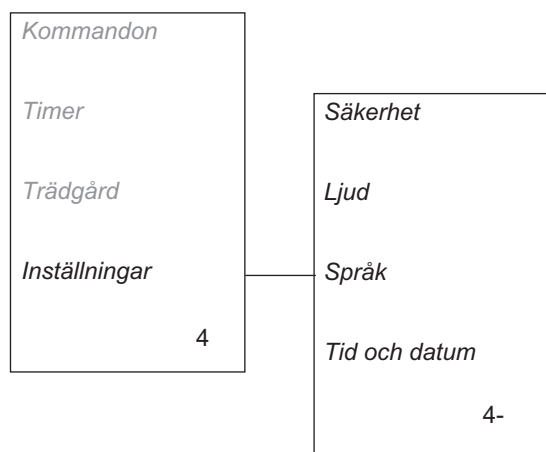 Kommandon
Timer
Trädgård
Inställningar
4
Säkerhet
Ljud
Språk
Tid och datum
4-